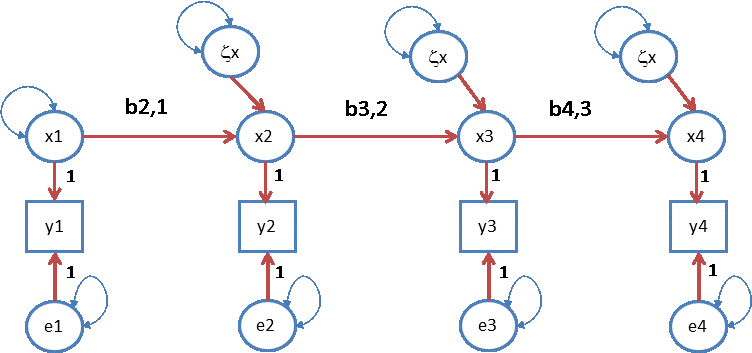 ζx ζx ζx
b2,1 b3,2 b4,3
x1 x2 x3 x4
1 1 1 1
y1 y2 y3 y4
1 1 1 1
e1 e2 e3 e4